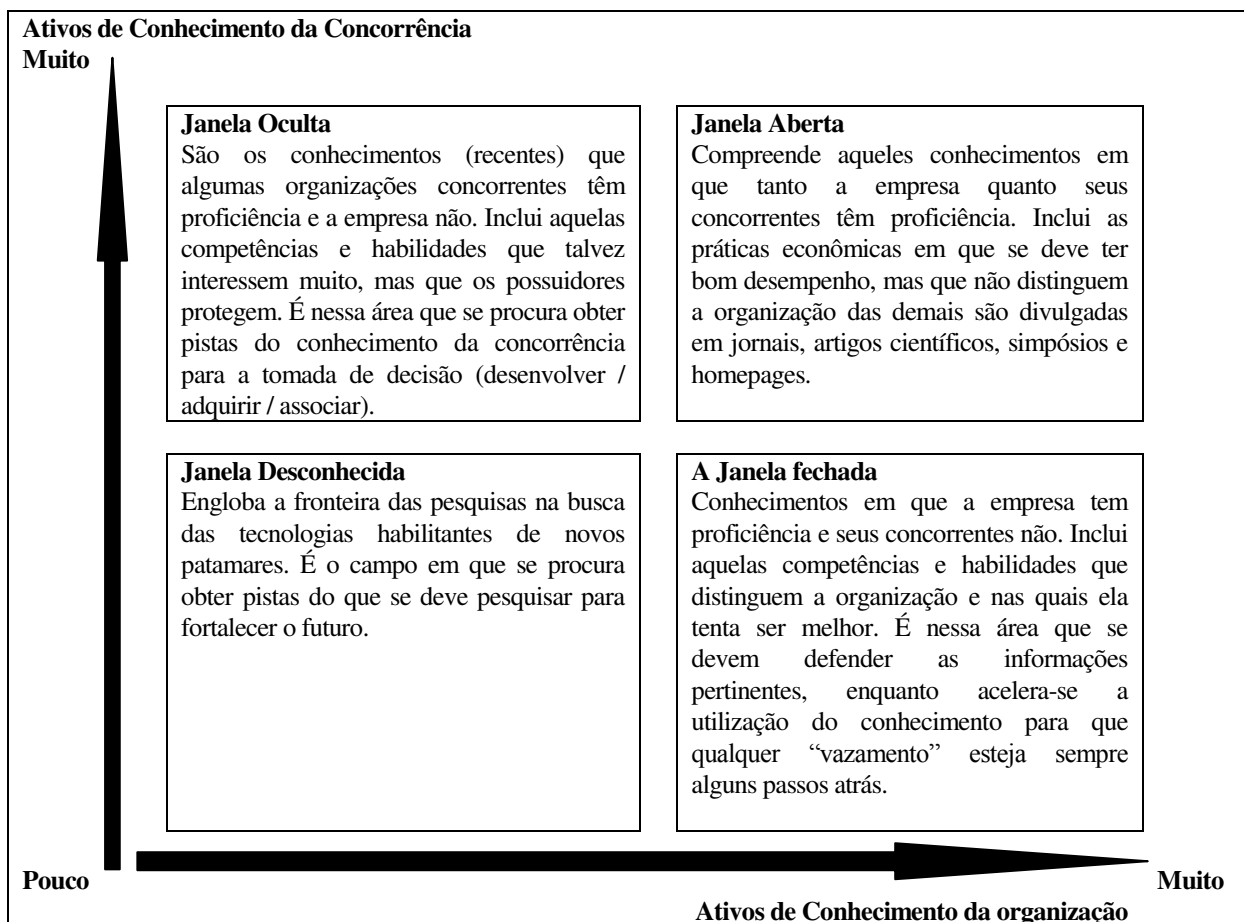 Ativos de Conhecimento da Concorrência
Muito
Janela Oculta
São os conhecimentos (recentes) que
algumas organizações concorrentes têm
proficiência e a empresa não. Inclui aquelas
competências e habilidades que talvez
interessem muito, mas que os possuidores
protegem. É nessa área que se procura obter
pistas do conhecimento da concorrência
para a tomada de decisão (desenvolver /
adquirir / associar).
Janela Aberta
Compreende aqueles conhecimentos em
que tanto a empresa quanto seus
concorrentes têm proficiência. Inclui as
práticas econômicas em que se deve ter
bom desempenho, mas que não distinguem
a organização das demais são divulgadas
em jornais, artigos científicos, simpósios e
homepages.
Janela Desconhecida
Engloba a fronteira das pesquisas na busca
das tecnologias habilitantes de novos
patamares. É o campo em que se procura
obter pistas do que se deve pesquisar para
fortalecer o futuro.
A Janela fechada
Conhecimentos em que a empresa tem
proficiência e seus concorrentes não. Inclui
aquelas competências e habilidades que
distinguem a organização e nas quais ela
tenta ser melhor. É nessa área que se
devem defender as informações
pertinentes, enquanto acelera-se a
utilização do conhecimento para que
qualquer “vazamento” esteja sempre
alguns passos atrás.
Pouco
Muito
Ativos de Conhecimento da organização